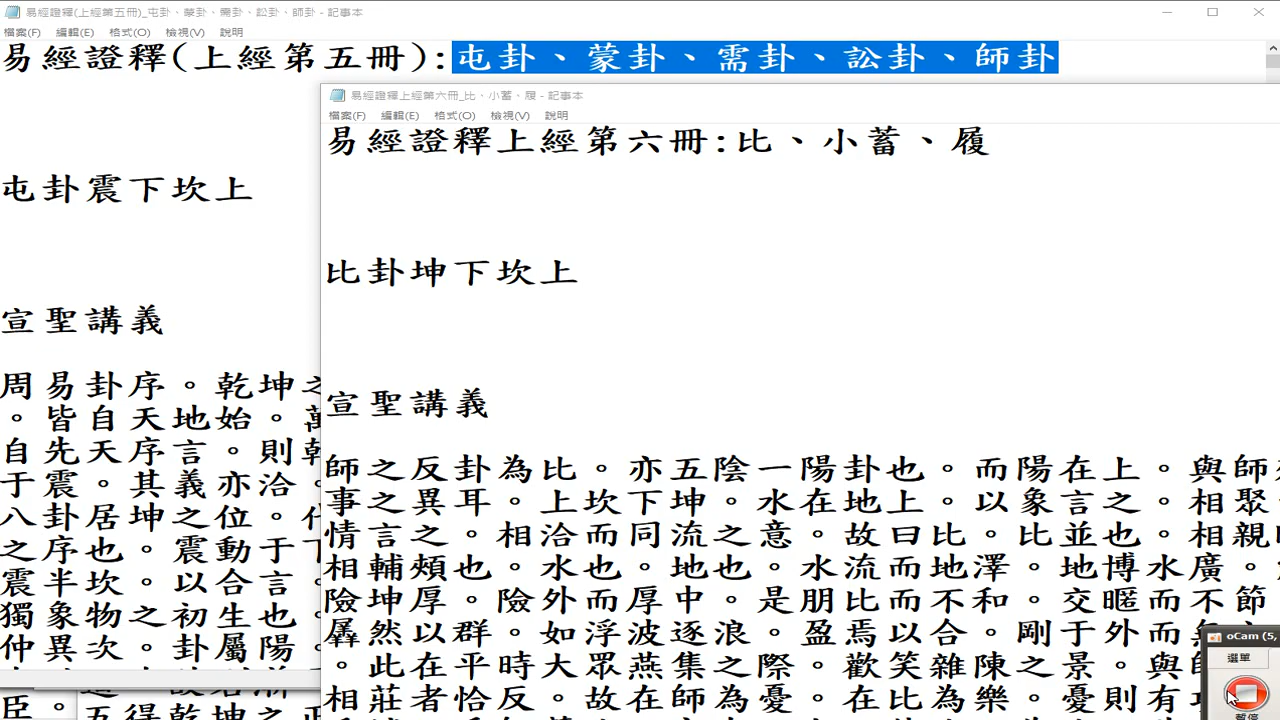 易經證釋(上經第五冊)_屯卦、蒙卦、需卦、訟卦、師卦 - 記事本
檔案(F) 編輯(E) 格式(O) 檢視(V) 說明
易經證釋(上經第五冊):屯卦、蒙卦、需卦、訟卦、師卦
屯卦震下坎上
宣聖講義
周易卦序。乾坤之
。皆自天地始。萬
自先天序言。則乾
于震。其義亦洽。
八卦居坤之位。代
之序也。震動于下
震半坎。以合言。
獨象物之初生也。
仲異次。卦屬陽。
臣。
五得乾坤之正
易經證釋上經第六冊_比、小蓄、履 - 記事本
檔案(F) 編輯(E) 格式(O) 檢視(V) 說明
易經證釋上經第六冊:比、小蓄、履
比卦坤下坎上
宣聖講義
師之反卦為比。亦五陰一陽卦也。而陽在上。與師
事之異耳。上坎下坤。水在地上。以象言之。相聚
情言之。相洽而同流之意。故曰比。比並也。相親
相輔頰也。水也。地也。水流而地澤。地博水廣。
險坤厚。險外而厚中。是朋比而不和。交暱而不節
羼然以群。如浮波逐浪。盈焉以合。剛于外而無
。此在平時大眾燕集之際。歡笑雜陳之景。與師
相莊者恰反。故在師為憂。在比為樂。憂則有
oCam (5,
選單
暫停